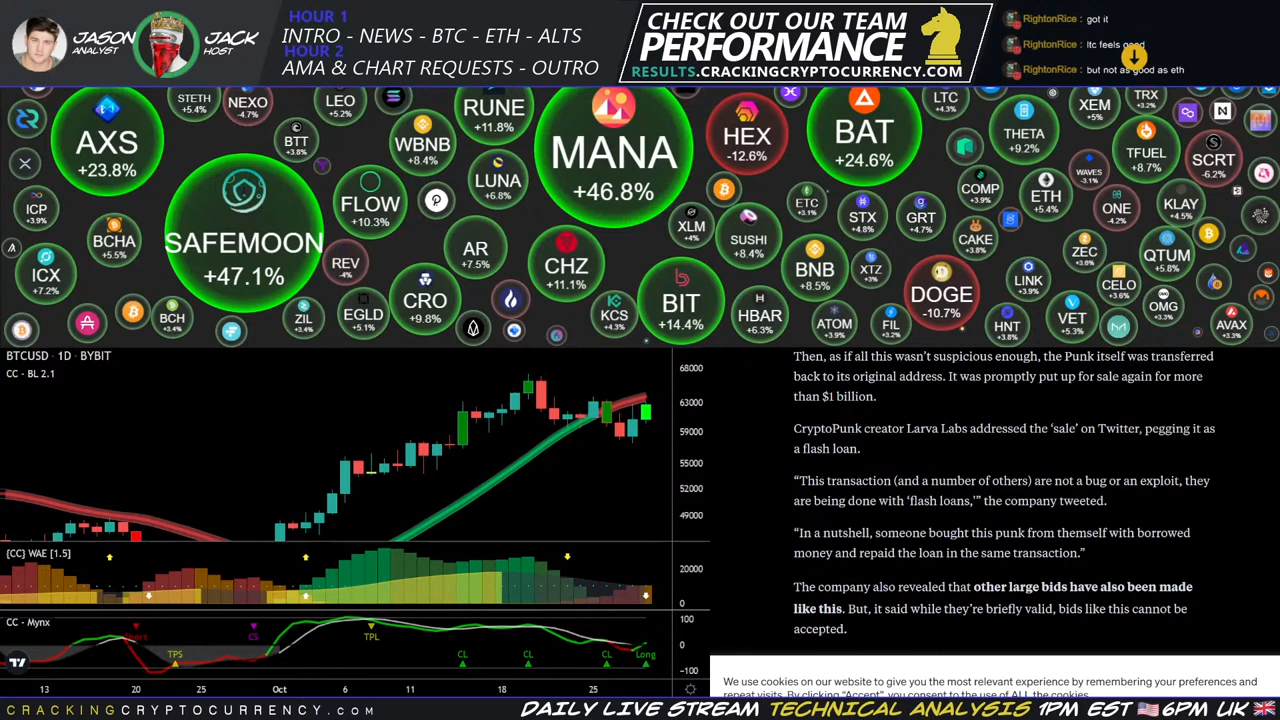 JASON
ANALYST
JACK
HOST
HOUR 1
INTRO - NEWS - BTC - ETH - ALTS
HOUR 2
AMA & CHART REQUESTS - OUTRO
CHECK OUT OUR TEAM
PERFORMANCE
RESULTS.CRACKINGCRYPTOCURRENCY.COM
RightonRice : got it
RightonRice : ltc feels good
RightonRice : but not as good as eth
AXS
+23.8%
STETH
+5.4%
NEXO
-4.7%
LEO
+5.2%
BTT
+3.8%
WBNB
+8.4%
RUNE
+11.8%
MANA
+46.8%
HEX
-12.6%
BAT
+24.6%
LTC
+4.3%
THETA
+9.2%
XEM
+5%
TRX
+3.2%
TFUEL
+8.7%
SCRT
-6.2%
ICP
+3.9%
BCHA
+5.5%
ICX
+7.2%
SAFEMOON
+47.1%
FLOW
+10.3%
LUNA
+6.8%
REV
-4%
AR
+7.5%
CHZ
+11.1%
XLM
+4%
SUSHI
+8.4%
ETC
+3.1%
STX
+4.8%
GRT
+4.7%
COMP
+3.9%
CAKE
+3.8%
ETH
+5.4%
WAVES
-3.1%
ONE
-4.2%
KLAY
+4.5%
ZEC
+3.6%
QTUM
+5.8%
BCH
+3.4%
ZIL
+3.4%
EGLD
+5.1%
CRO
+9.8%
KCS
+4.3%
BIT
+14.4%
HBAR
+6.3%
BNB
+8.5%
XTZ
+3%
ATOM
+3.9%
FIL
+3.2%
DOGE
-10.7%
LINK
+3.9%
HNT
+3.8%
VET
+5.3%
CELO
+3.6%
OMG
+3.3%
AVAX
+3.3%
BTCUSD · 1D · BYBIT
CC - BL 2.1
68000
63000
59000
55000
52000
49000
{CC} WAE [1.5]
20000
0
CC - Mynx
100
0
-100
Short
TPS
CS
TPL
CL
CL
CL
Long
13
20
25
Oct
6
11
18
25
Then, as if all this wasn't suspicious enough, the Punk itself was transferred
back to its original address. It was promptly put up for sale again for more
than $1 billion.
CryptoPunk creator Larva Labs addressed the 'sale' on Twitter, pegging it as
a flash loan.
“This transaction (and a number of others) are not a bug or an exploit, they
are being done with ‘flash loans,'” the company tweeted.
“In a nutshell, someone bought this punk from themself with borrowed
money and repaid the loan in the same transaction.”
The company also revealed that other large bids have also been made
like this. But, it said while they're briefly valid, bids like this cannot be
accepted.
We use cookies on our website to give you the most relevant experience by remembering your preferences and
repeat visits. By clicking “Accept”, you consent to the use of ALL the cookies.
CRACKINGCRYPTOCURRENCY.COM
DAILY LIVE STREAM TECHNICAL ANALYSIS 1PM EST 6PM UK